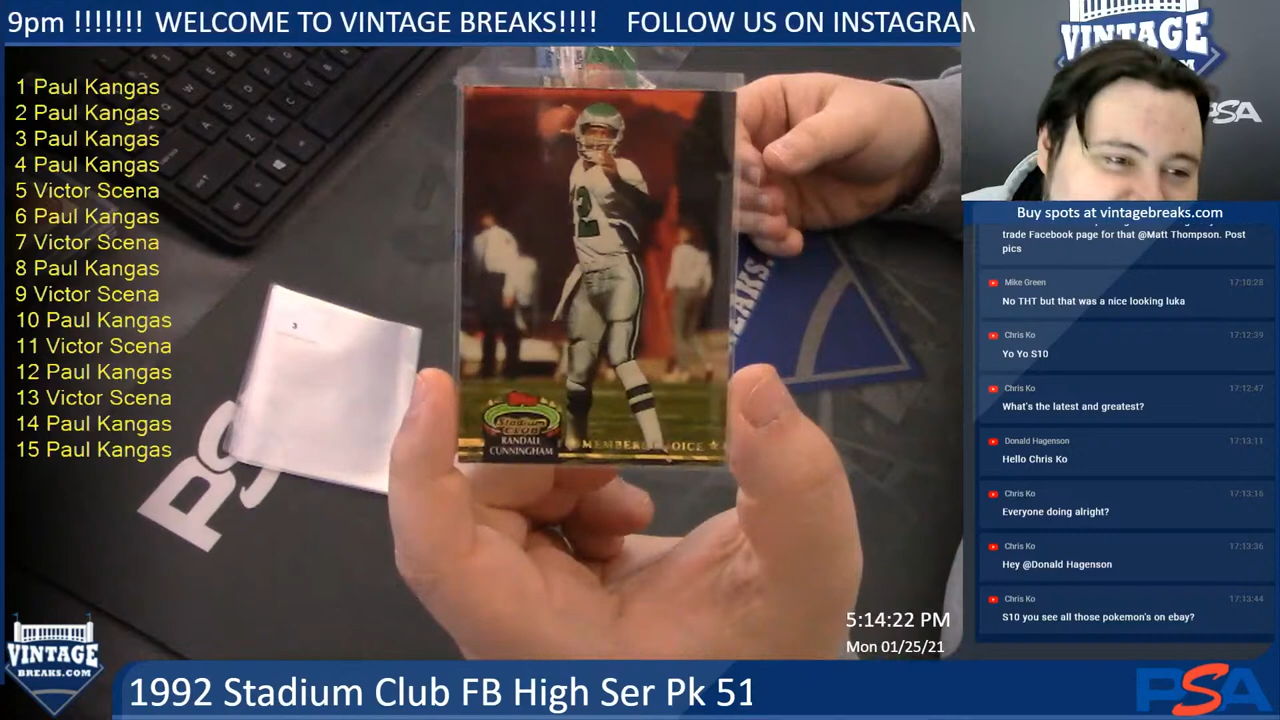 9pm !!!!!!! WELCOME TO VINTAGE BREAKS!!!! FOLLOW US ON INSTAGRAM
VINTAGE
PSA
1 Paul Kangas
2 Paul Kangas
3 Paul Kangas
4 Paul Kangas
5 Victor Scena
6 Paul Kangas
7 Victor Scena
8 Paul Kangas
9 Victor Scena
10 Paul Kangas
11 Victor Scena
12 Paul Kangas
13 Victor Scena
14 Paul Kangas
15 Paul Kangas
3
PS
12
Topps
Stadium
CLUB
RANDALL
CUNNINGHAM
MEMBERS CHOICE
REAKS.
Buy spots at vintagebreaks.com
trade Facebook page for that @Matt Thompson. Post
pics
Mike Green 17:10:28
No THT but that was a nice looking luka
Chris Ko 17:12:39
Yo Yo S10
Chris Ko 17:12:47
What's the latest and greatest?
Donald Hagenson 17:13:11
Hello Chris Ko
Chris Ko 17:13:16
Everyone doing alright?
Chris Ko 17:13:36
Hey @Donald Hagenson
Chris Ko 17:13:44
S10 you see all those pokemon's on ebay?
5:14:22 PM
Mon 01/25/21
VINTAGE
BREAKS.COM
1992 Stadium Club FB High Ser Pk 51
PSA